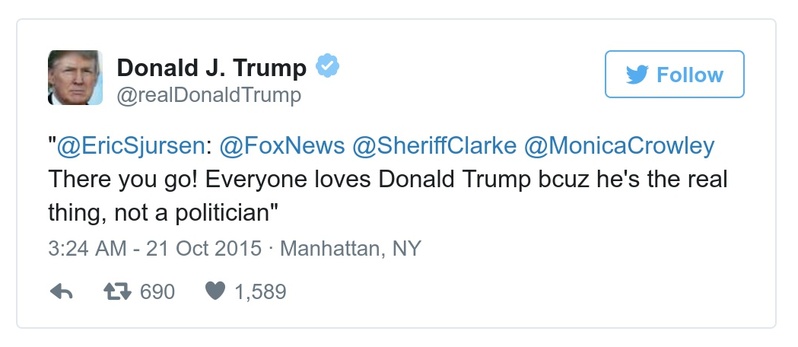 Donald J. Trump
@realDonaldTrump
Follow
"@EricSjursen: @FoxNews @SheriffClarke @MonicaCrowley
There you go! Everyone loves Donald Trump bcuz he's the real
thing, not a politician"
3:24 AM - 21 Oct 2015 · Manhattan, NY
690 1,589